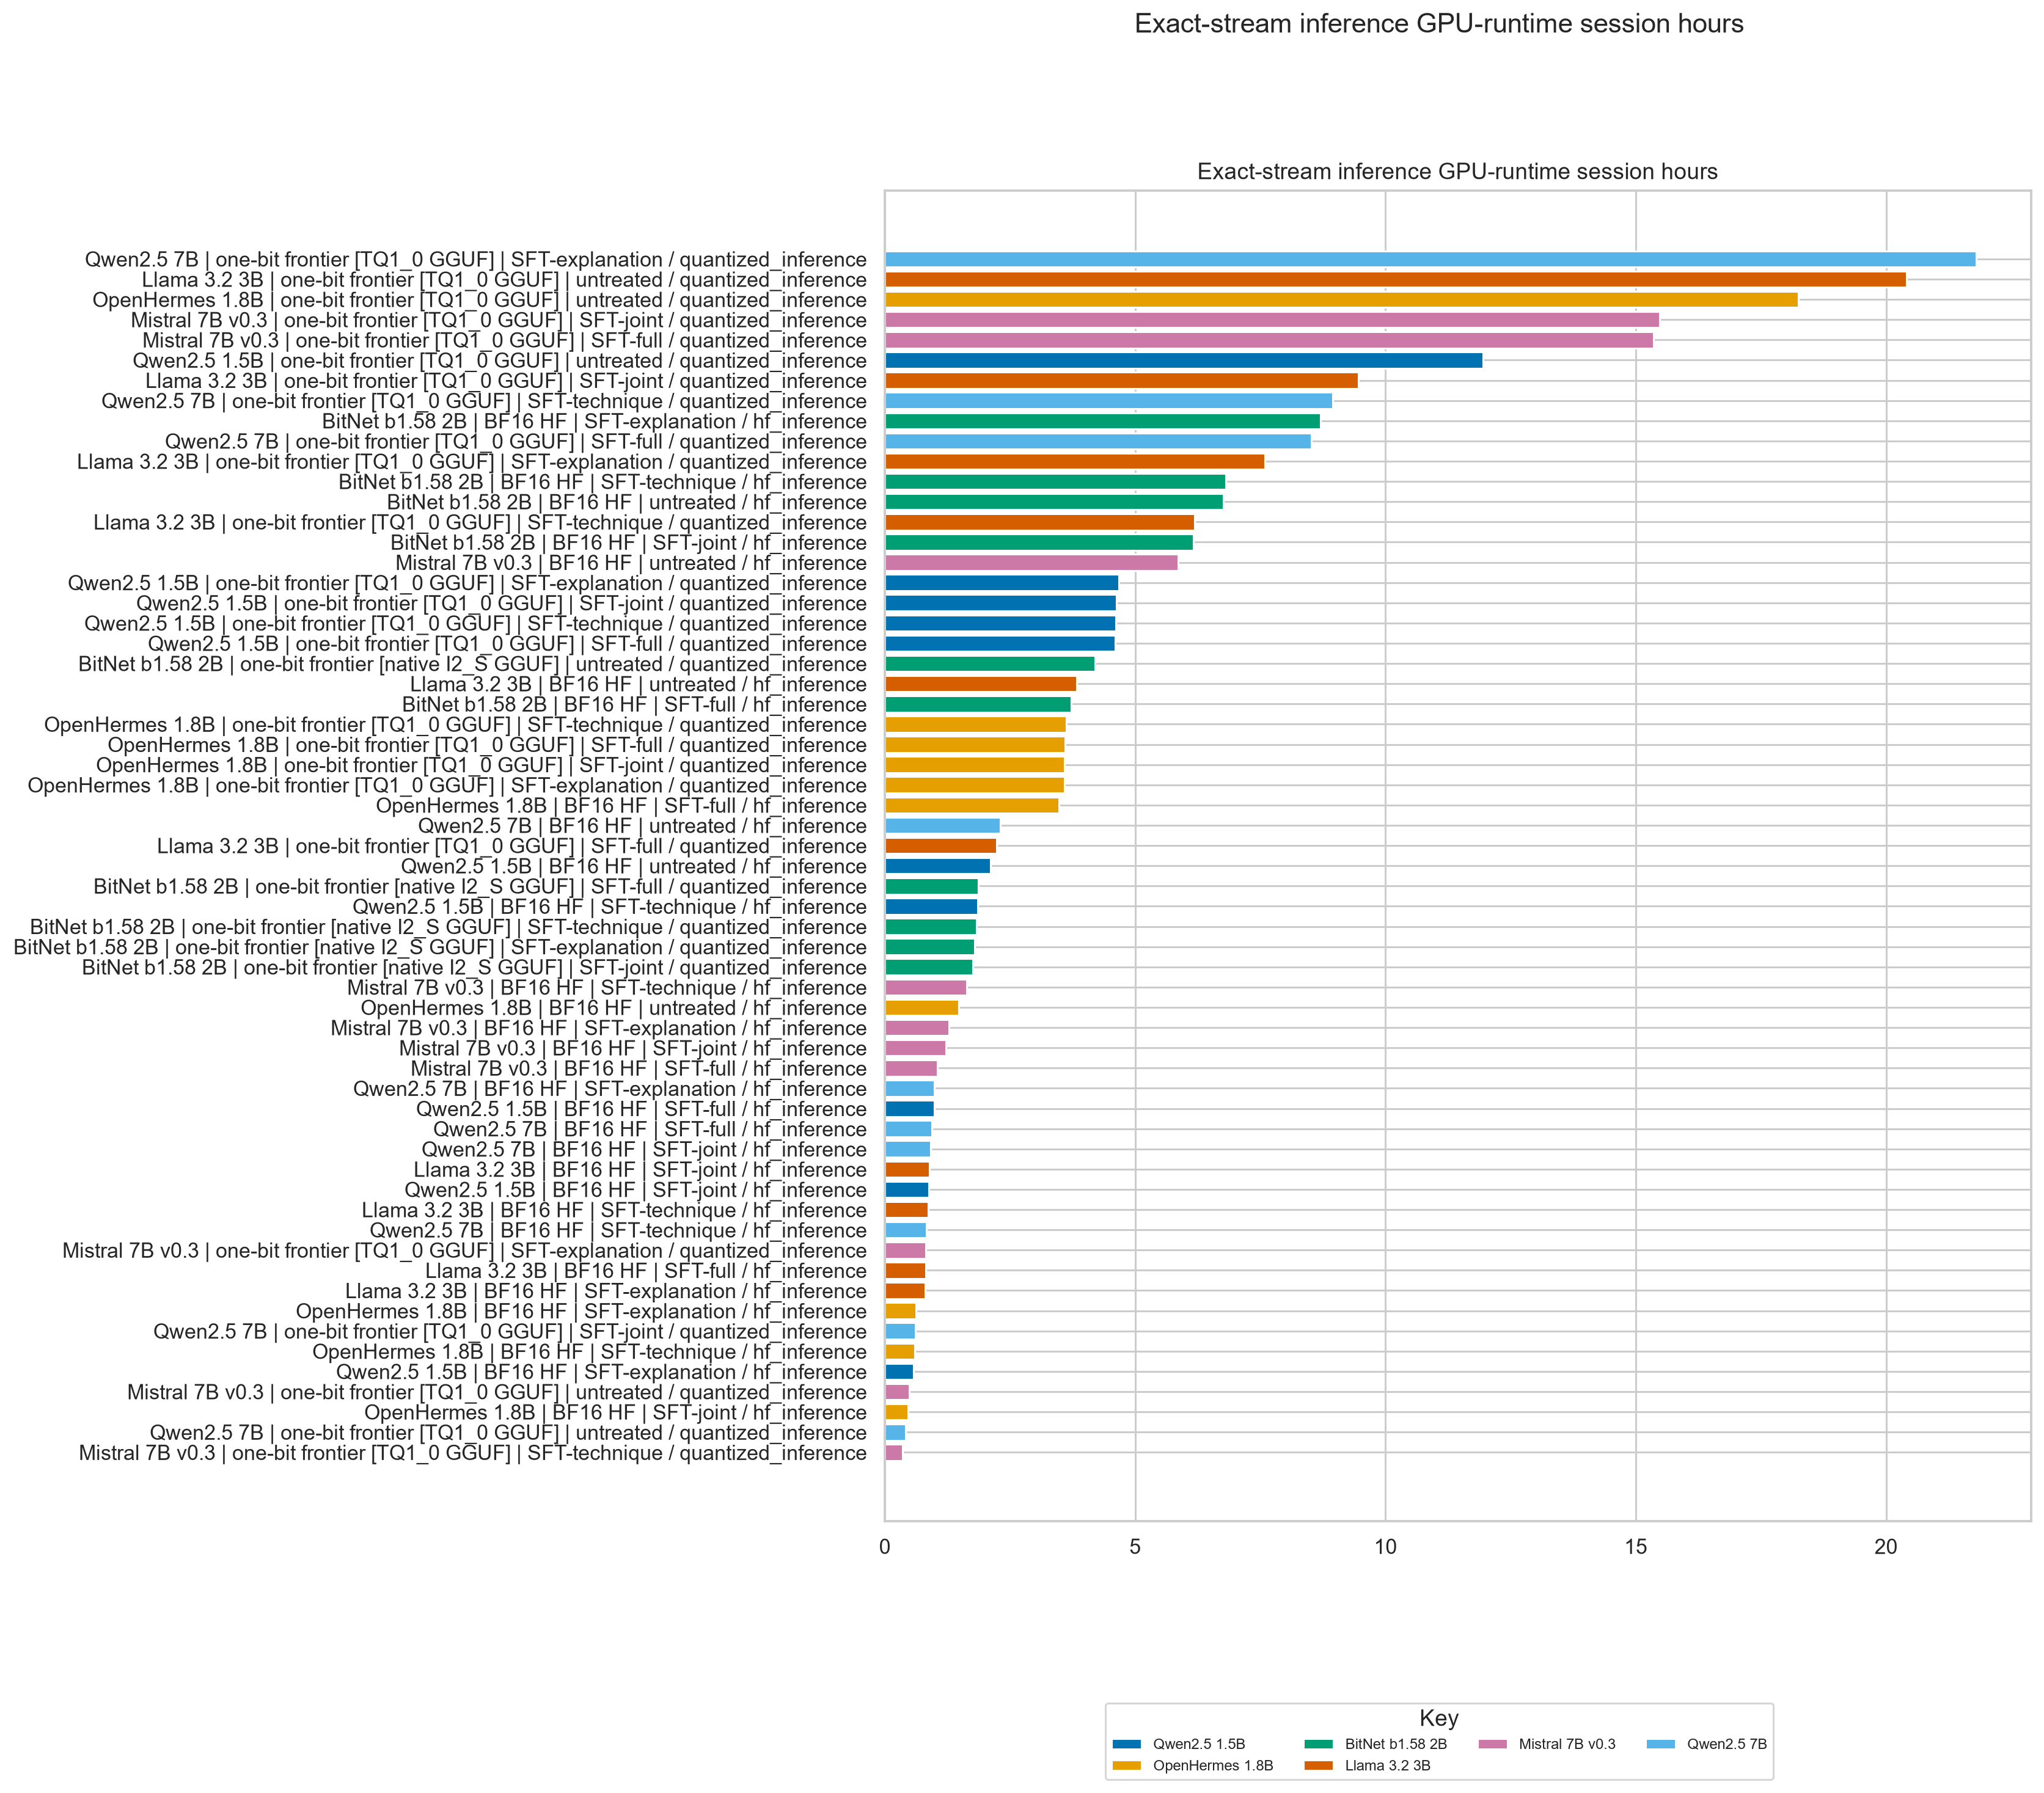 Exact-stream inference GPU-runtime session hours
Exact-stream inference GPU-runtime session hours
Qwen2.5 7B | one-bit frontier [TQ1_0 GGUF] | SFT-explanation / quantized_inference
Llama 3.2 3B | one-bit frontier [TQ1_0 GGUF] | untreated / quantized_inference
OpenHermes 1.8B | one-bit frontier [TQ1_0 GGUF] | untreated / quantized_inference
Mistral 7B v0.3 | one-bit frontier [TQ1_0 GGUF] | SFT-joint / quantized_inference
Mistral 7B v0.3 | one-bit frontier [TQ1_0 GGUF] | SFT-full / quantized_inference
Qwen2.5 1.5B | one-bit frontier [TQ1_0 GGUF] | untreated / quantized_inference
Llama 3.2 3B | one-bit frontier [TQ1_0 GGUF] | SFT-joint / quantized_inference
Qwen2.5 7B | one-bit frontier [TQ1_0 GGUF] | SFT-technique / quantized_inference
BitNet b1.58 2B | BF16 HF | SFT-explanation / hf_inference
Qwen2.5 7B | one-bit frontier [TQ1_0 GGUF] | SFT-full / quantized_inference
Llama 3.2 3B | one-bit frontier [TQ1_0 GGUF] | SFT-explanation / quantized_inference
BitNet b1.58 2B | BF16 HF | SFT-technique / hf_inference
BitNet b1.58 2B | BF16 HF | untreated / hf_inference
Llama 3.2 3B | one-bit frontier [TQ1_0 GGUF] | SFT-technique / quantized_inference
BitNet b1.58 2B | BF16 HF | SFT-joint / hf_inference
Mistral 7B v0.3 | BF16 HF | untreated / hf_inference
Qwen2.5 1.5B | one-bit frontier [TQ1_0 GGUF] | SFT-explanation / quantized_inference
Qwen2.5 1.5B | one-bit frontier [TQ1_0 GGUF] | SFT-joint / quantized_inference
Qwen2.5 1.5B | one-bit frontier [TQ1_0 GGUF] | SFT-technique / quantized_inference
Qwen2.5 1.5B | one-bit frontier [TQ1_0 GGUF] | SFT-full / quantized_inference
BitNet b1.58 2B | one-bit frontier [native I2_S GGUF] | untreated / quantized_inference
Llama 3.2 3B | BF16 HF | untreated / hf_inference
BitNet b1.58 2B | BF16 HF | SFT-full / hf_inference
OpenHermes 1.8B | one-bit frontier [TQ1_0 GGUF] | SFT-technique / quantized_inference
OpenHermes 1.8B | one-bit frontier [TQ1_0 GGUF] | SFT-full / quantized_inference
OpenHermes 1.8B | one-bit frontier [TQ1_0 GGUF] | SFT-joint / quantized_inference
OpenHermes 1.8B | one-bit frontier [TQ1_0 GGUF] | SFT-explanation / quantized_inference
OpenHermes 1.8B | BF16 HF | SFT-full / hf_inference
Qwen2.5 7B | BF16 HF | untreated / hf_inference
Llama 3.2 3B | one-bit frontier [TQ1_0 GGUF] | SFT-full / quantized_inference
Qwen2.5 1.5B | BF16 HF | untreated / hf_inference
BitNet b1.58 2B | one-bit frontier [native I2_S GGUF] | SFT-full / quantized_inference
Qwen2.5 1.5B | BF16 HF | SFT-technique / hf_inference
BitNet b1.58 2B | one-bit frontier [native I2_S GGUF] | SFT-technique / quantized_inference
BitNet b1.58 2B | one-bit frontier [native I2_S GGUF] | SFT-explanation / quantized_inference
BitNet b1.58 2B | one-bit frontier [native I2_S GGUF] | SFT-joint / quantized_inference
Mistral 7B v0.3 | BF16 HF | SFT-technique / hf_inference
OpenHermes 1.8B | BF16 HF | untreated / hf_inference
Mistral 7B v0.3 | BF16 HF | SFT-explanation / hf_inference
Mistral 7B v0.3 | BF16 HF | SFT-joint / hf_inference
Mistral 7B v0.3 | BF16 HF | SFT-full / hf_inference
Qwen2.5 7B | BF16 HF | SFT-explanation / hf_inference
Qwen2.5 1.5B | BF16 HF | SFT-full / hf_inference
Qwen2.5 7B | BF16 HF | SFT-full / hf_inference
Qwen2.5 7B | BF16 HF | SFT-joint / hf_inference
Llama 3.2 3B | BF16 HF | SFT-joint / hf_inference
Qwen2.5 1.5B | BF16 HF | SFT-joint / hf_inference
Llama 3.2 3B | BF16 HF | SFT-technique / hf_inference
Qwen2.5 7B | BF16 HF | SFT-technique / hf_inference
Mistral 7B v0.3 | one-bit frontier [TQ1_0 GGUF] | SFT-explanation / quantized_inference
Llama 3.2 3B | BF16 HF | SFT-full / hf_inference
Llama 3.2 3B | BF16 HF | SFT-explanation / hf_inference
OpenHermes 1.8B | BF16 HF | SFT-explanation / hf_inference
Qwen2.5 7B | one-bit frontier [TQ1_0 GGUF] | SFT-joint / quantized_inference
OpenHermes 1.8B | BF16 HF | SFT-technique / hf_inference
Qwen2.5 1.5B | BF16 HF | SFT-explanation / hf_inference
Mistral 7B v0.3 | one-bit frontier [TQ1_0 GGUF] | untreated / quantized_inference
OpenHermes 1.8B | BF16 HF | SFT-joint / hf_inference
Qwen2.5 7B | one-bit frontier [TQ1_0 GGUF] | untreated / quantized_inference
Mistral 7B v0.3 | one-bit frontier [TQ1_0 GGUF] | SFT-technique / quantized_inference
0 5 10 15 20
Key
Qwen2.5 1.5B BitNet b1.58 2B Mistral 7B v0.3 Qwen2.5 7B
OpenHermes 1.8B Llama 3.2 3B